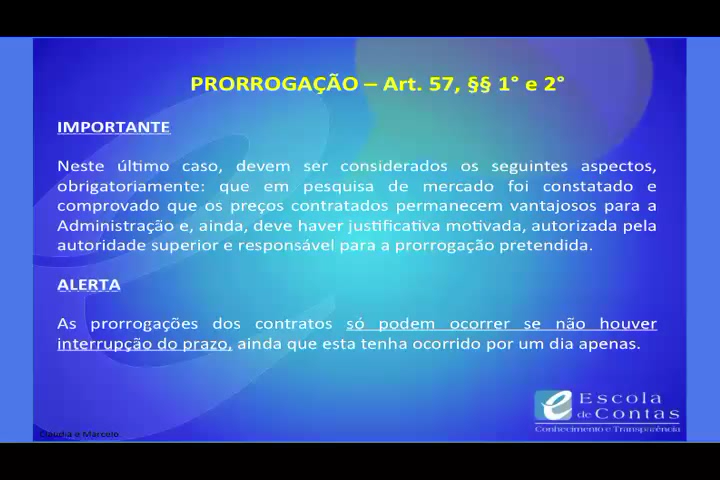 PRORROGAÇÃO – Art. 57, §§ 1° e 2°
IMPORTANTE
Neste último caso, devem ser considerados os seguintes aspectos,
obrigatoriamente: que em pesquisa de mercado foi constatado e
comprovado que os preços contratados permanecem vantajosos para a
Administração e, ainda, deve haver justificativa motivada, autorizada pela
autoridade superior e responsável para a prorrogação pretendida.
ALERTA
As prorrogações dos contratos só podem ocorrer se não houver
interrupção do prazo, ainda que esta tenha ocorrido por um dia apenas.
Escola
de Contas
Conhecimento e Transparência
Cláudia e Marcelo